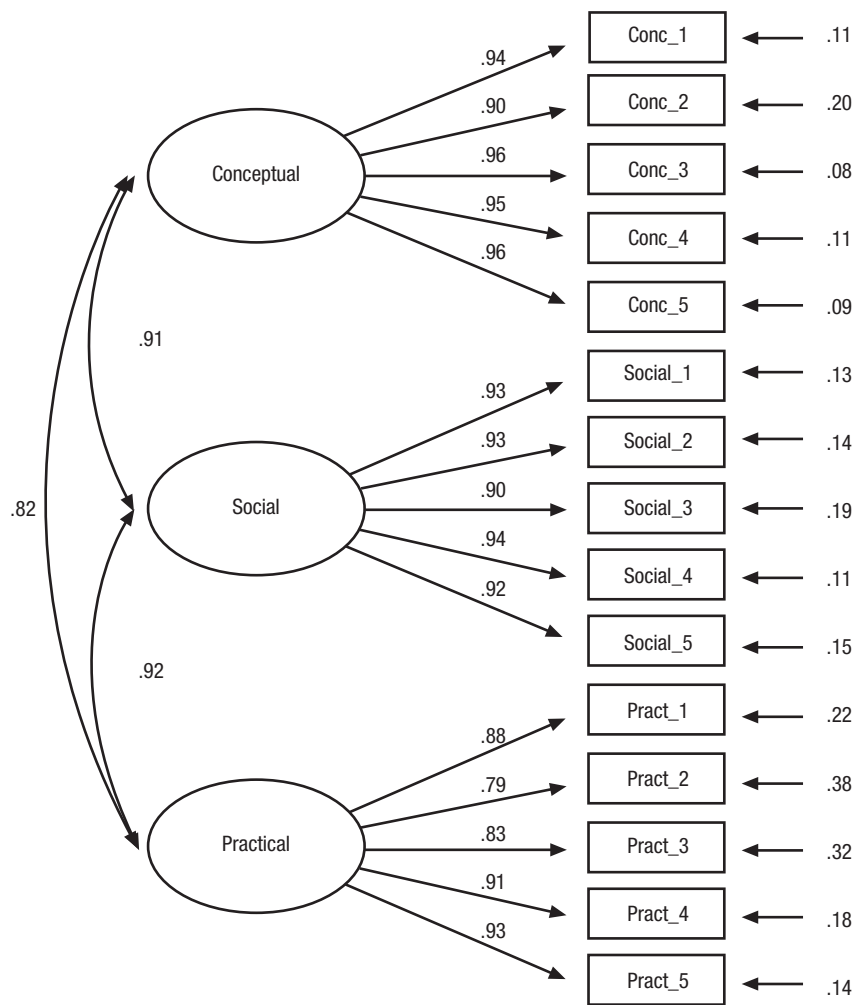 Conc_1
.11
.94
Conc_2
.20
.90
Conceptual
.96
Conc_3
.08
.95
Conc_4
.11
.96
Conc_5
.09
.91
Social_1
.13
.93
Social_2
.14
.93
.82
Social
.90
Social_3
.19
.94
Social_4
.11
.92
Social_5
.15
.92
Pract_1
.22
.88
Pract_2
.38
.79
Practical
.83
Pract_3
.32
.91
Pract_4
.18
.93
Pract_5
.14